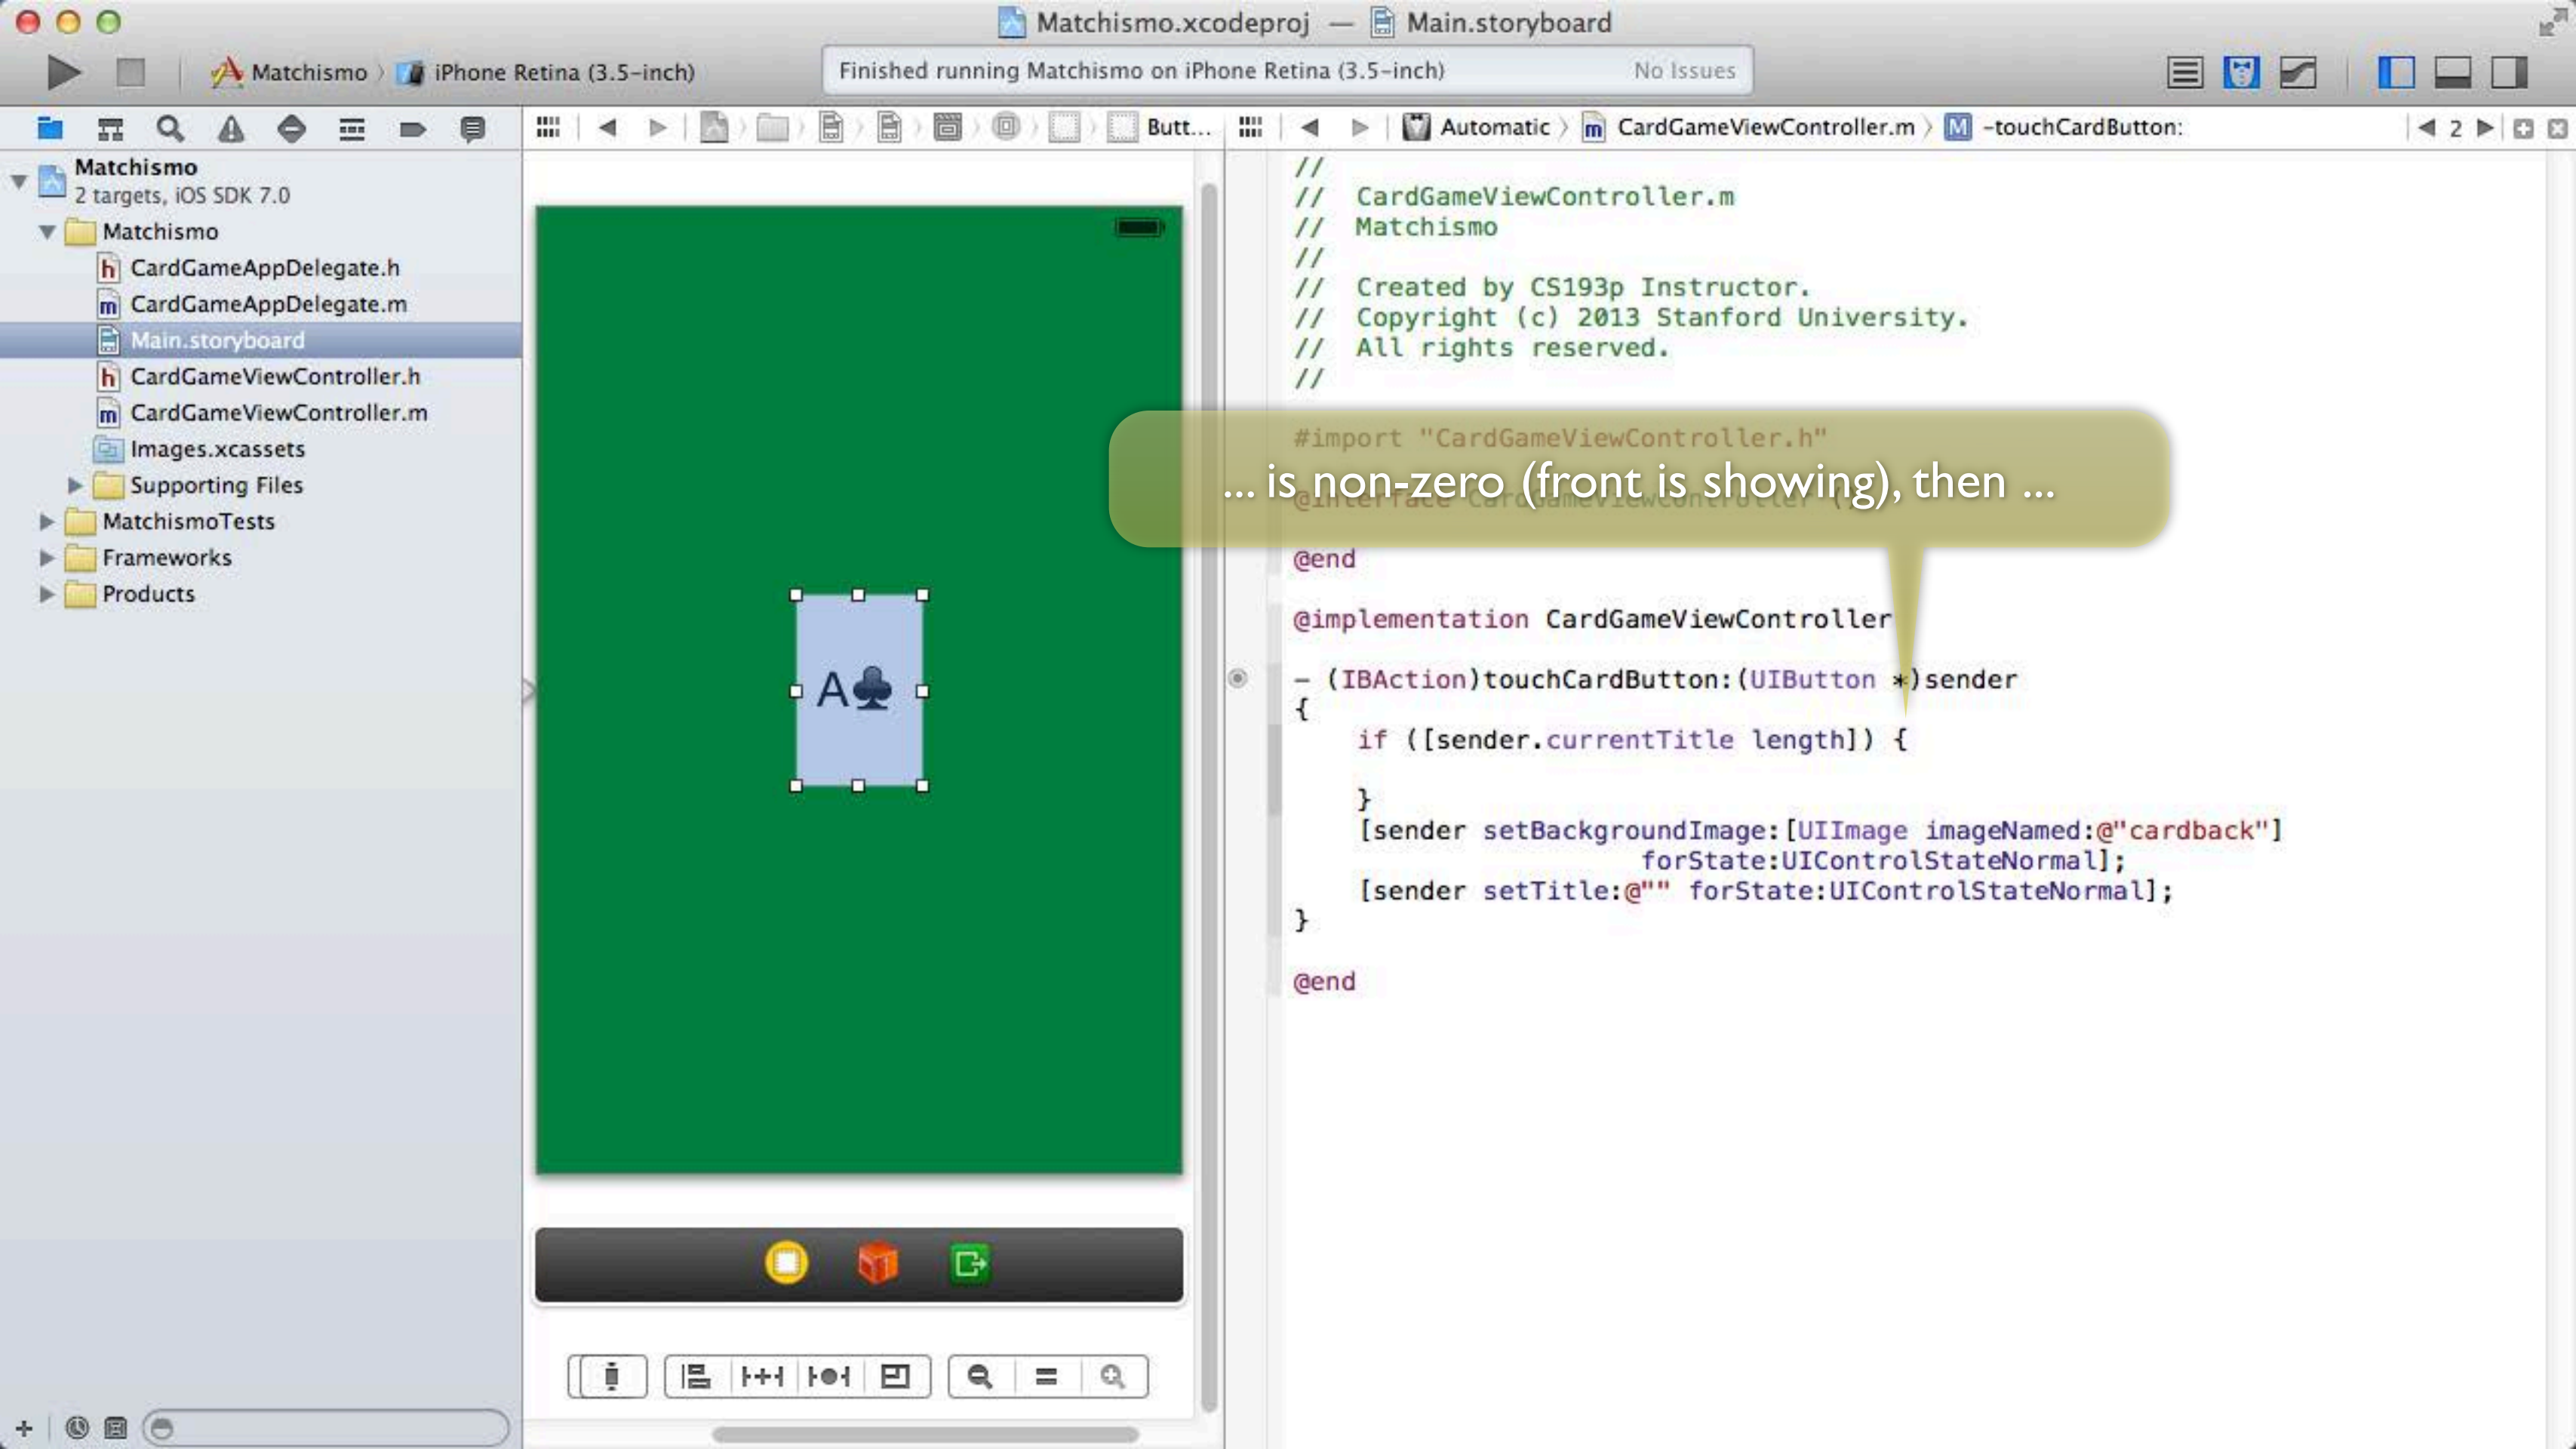 Matchismo.xcodeproj — Main.storyboard
Matchismo
iPhone Retina (3.5-inch)
Finished running Matchismo on iPhone Retina (3.5-inch)
No Issues
Butt...
Automatic
m CardGameViewController.m
M -touchCardButton:
2
Matchismo
2 targets, iOS SDK 7.0
Matchismo
h CardGameAppDelegate.h
m CardGameAppDelegate.m
Main.storyboard
h CardGameViewController.h
m CardGameViewController.m
Images.xcassets
Supporting Files
MatchismoTests
Frameworks
Products
A♣
//
// CardGameViewController.m
// Matchismo
//
// Created by CS193p Instructor.
// Copyright (c) 2013 Stanford University.
// All rights reserved.
//
#import "CardGameViewController.h"
... is non-zero (front is showing), then ...
@interface CardGameViewController ()
@end
@implementation CardGameViewController
- (IBAction)touchCardButton:(UIButton *)sender
{
if ([sender.currentTitle length]) {
}
[sender setBackgroundImage:[UIImage imageNamed:@"cardback"]
forState:UIControlStateNormal];
[sender setTitle:@"" forState:UIControlStateNormal];
}
@end